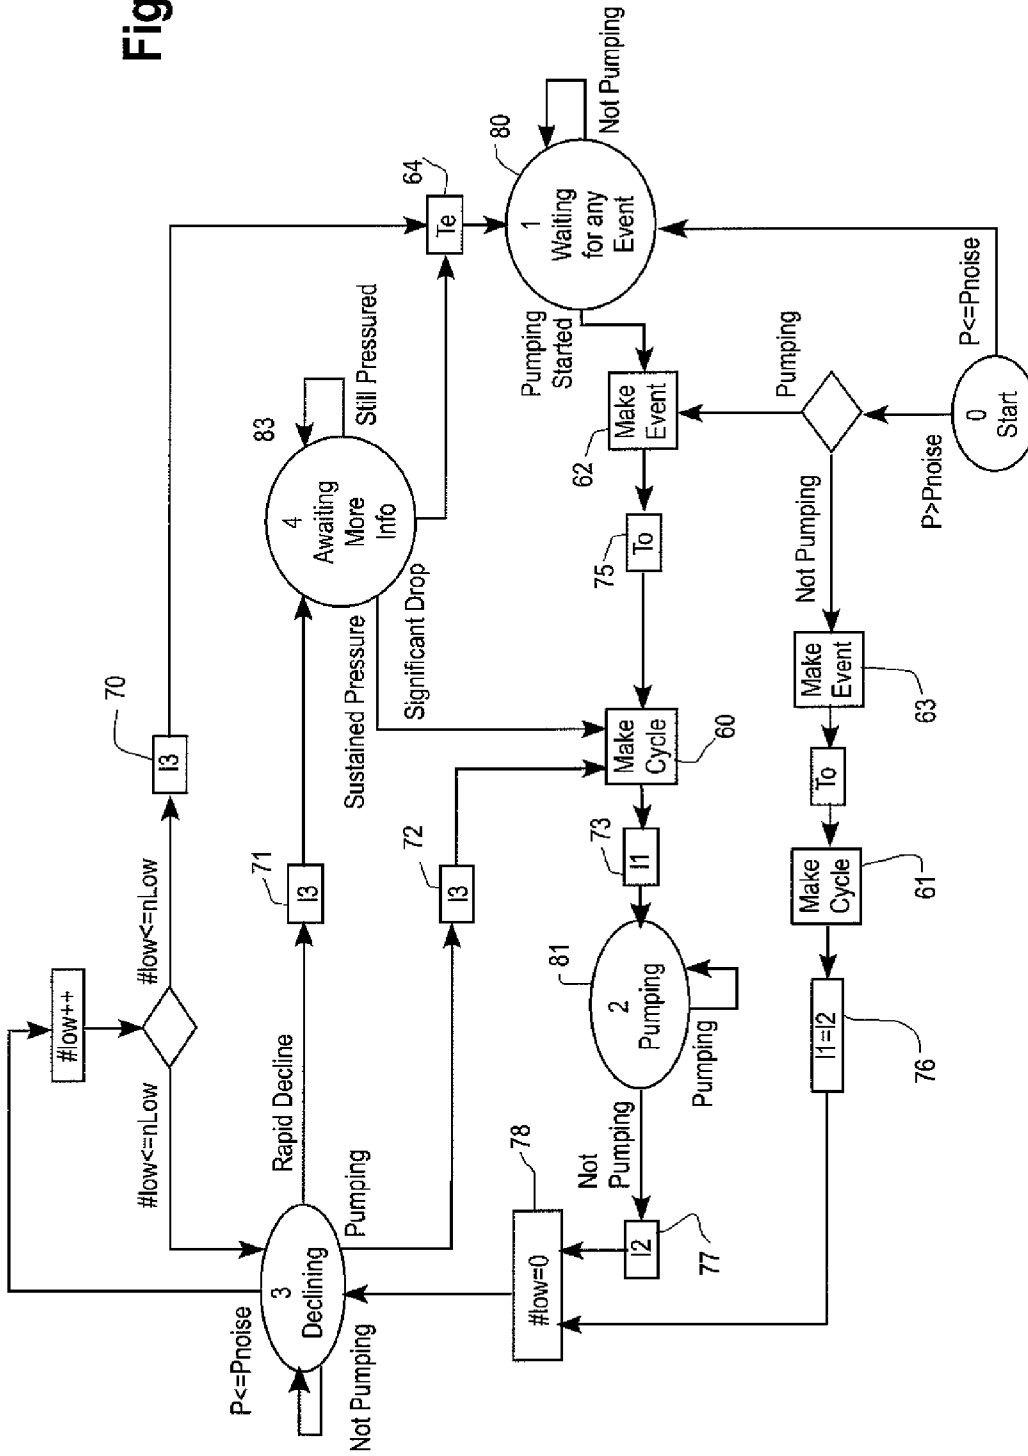 Fig
#low++
#low<=nLow
#low<=nLow
70
I3
P<=Pnoise
3
Declining
Not Pumping
Rapid Decline
71
I3
4
Awaiting
More
Info
83
Still Pressured
Te
64
Pumping
72
I3
Sustained Pressure
Significant Drop
1
Waiting
for any
Event
80
Not Pumping
Pumping
Started
Make
Event
62
To
75
Make
Cycle
60
I1
73
2
Pumping
81
Pumping
Not
Pumping
I2
77
#low=0
78
0
Start
P<=Pnoise
P>Pnoise
Pumping
Not Pumping
Make
Event
63
To
Make
Cycle
61
I1=I2
76